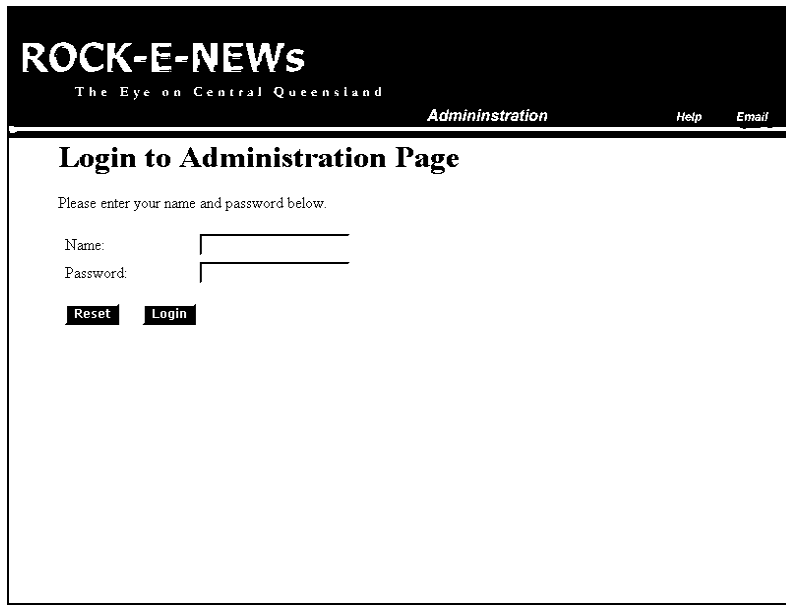 ROCK-E-NEWs
The Eye on Central Queensland
Admininstration Help Email
Login to Administration Page
Please enter your name and password below.
Name:
Password:
Reset Login